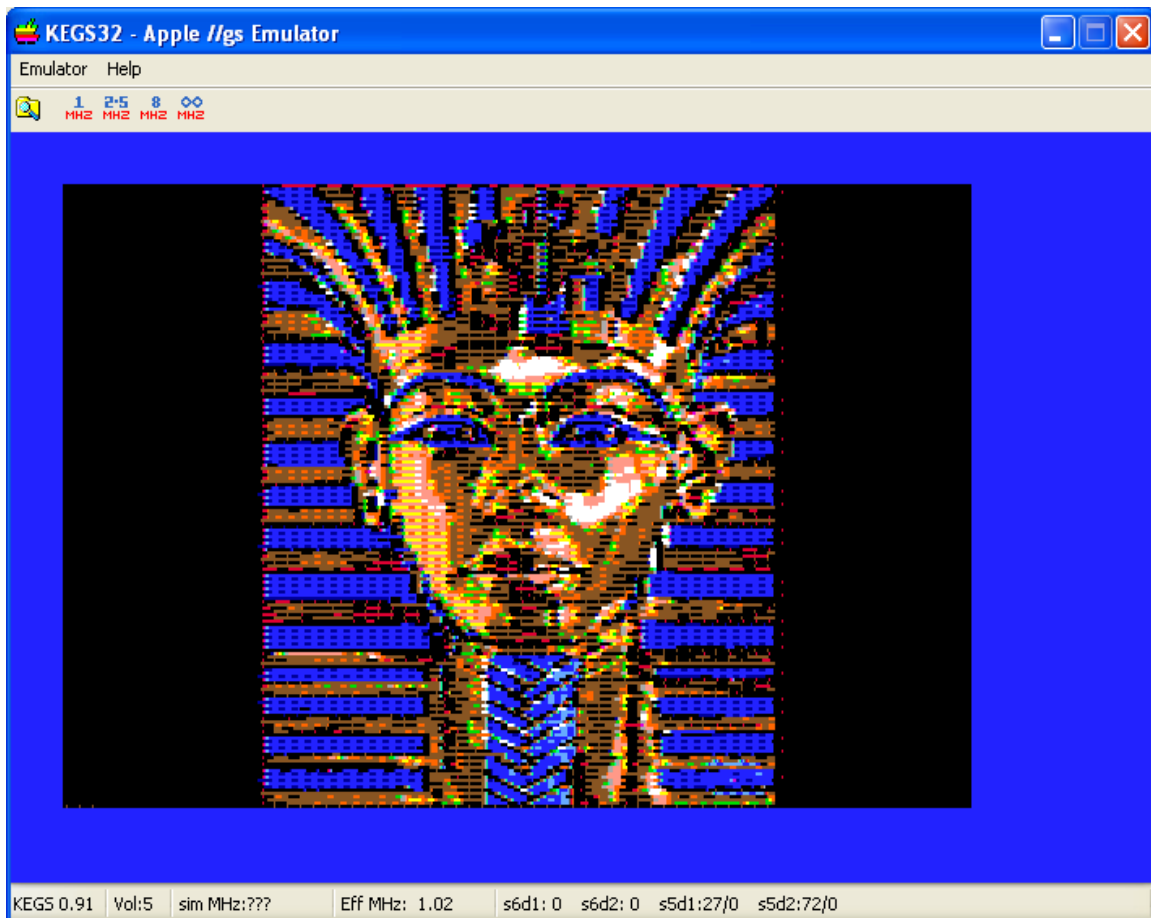 KEGS32 - Apple //gs Emulator
Emulator Help
1 MHZ 2.5 MHZ 8 MHZ ∞ MHZ
KEGS 0.91 Vol:5 sim MHz:??? Eff MHz: 1.02 s6d1: 0 s6d2: 0 s5d1:27/0 s5d2:72/0